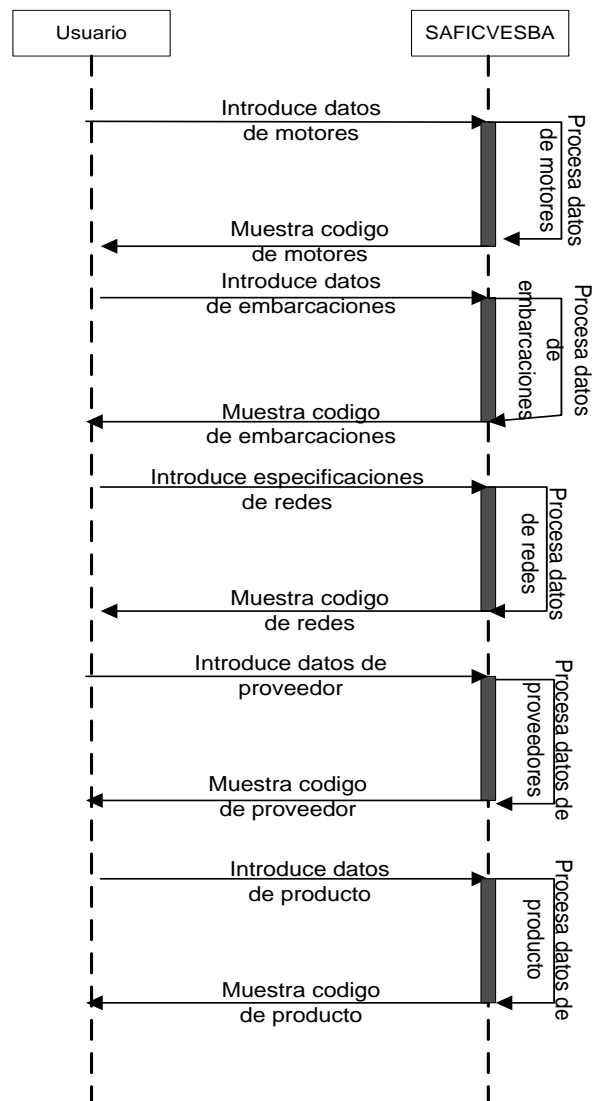 Usuario
SAFICVESBA
Introduce datos
de motores
Procesa datos
de motores
Muestra codigo
de motores
Introduce datos
de embarcaciones
Procesa datos
de
embarcaciones
Muestra codigo
de embarcaciones
Introduce especificaciones
de redes
Procesa datos
de redes
Muestra codigo
de redes
Introduce datos de
proveedor
Procesa datos de
proveedores
Muestra codigo
de proveedor
Introduce datos
de producto
Procesa datos de
producto
Muestra codigo
de producto